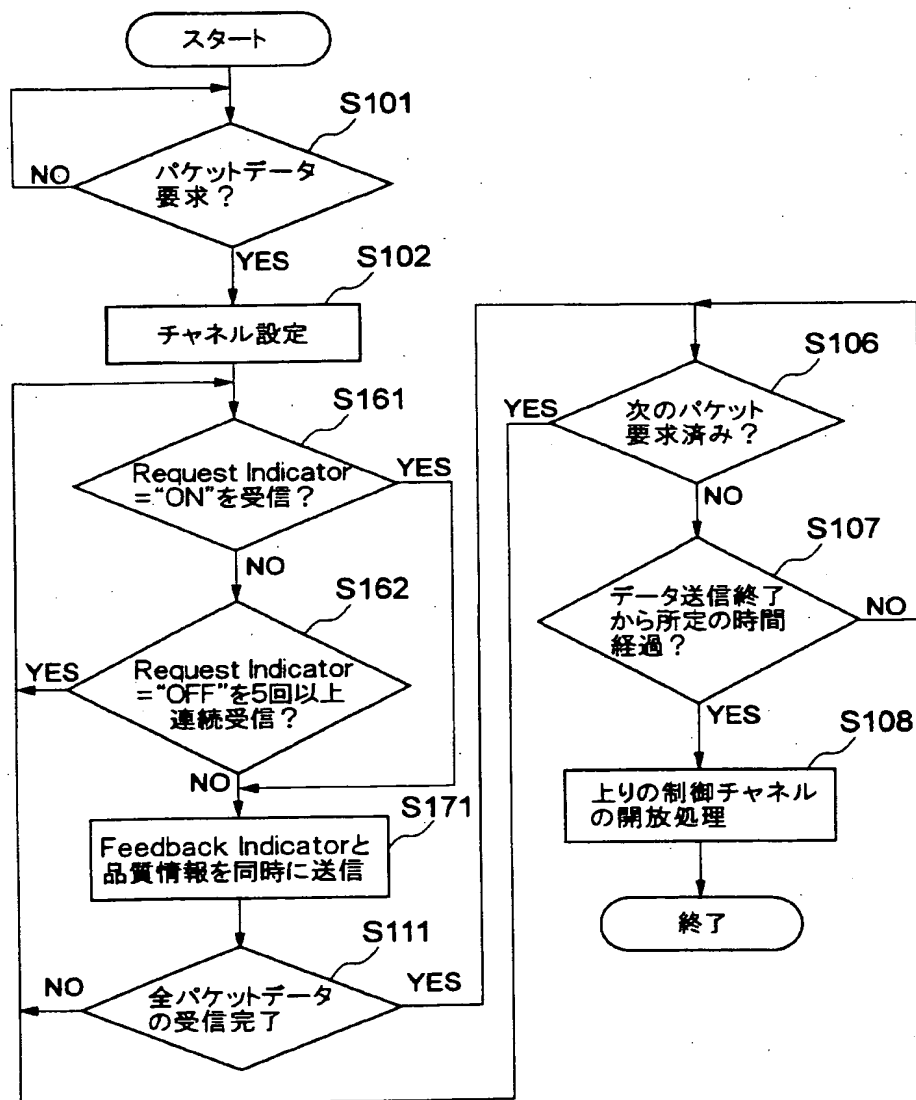 スタート
S101
パケットデータ
要求？
NO
YES
S102
チャネル設定
S161
Request Indicator
=“ON”を受信？
YES
NO
S162
Request Indicator
=“OFF”を5回以上
連続受信？
YES
NO
S171
Feedback Indicatorと
品質情報を同時に送信
S111
全パケットデータ
の受信完了
NO
YES
S106
次のパケット
要求済み？
YES
NO
S107
データ送信終了
から所定の時間
経過？
NO
YES
S108
上りの制御チャネル
の開放処理
終了